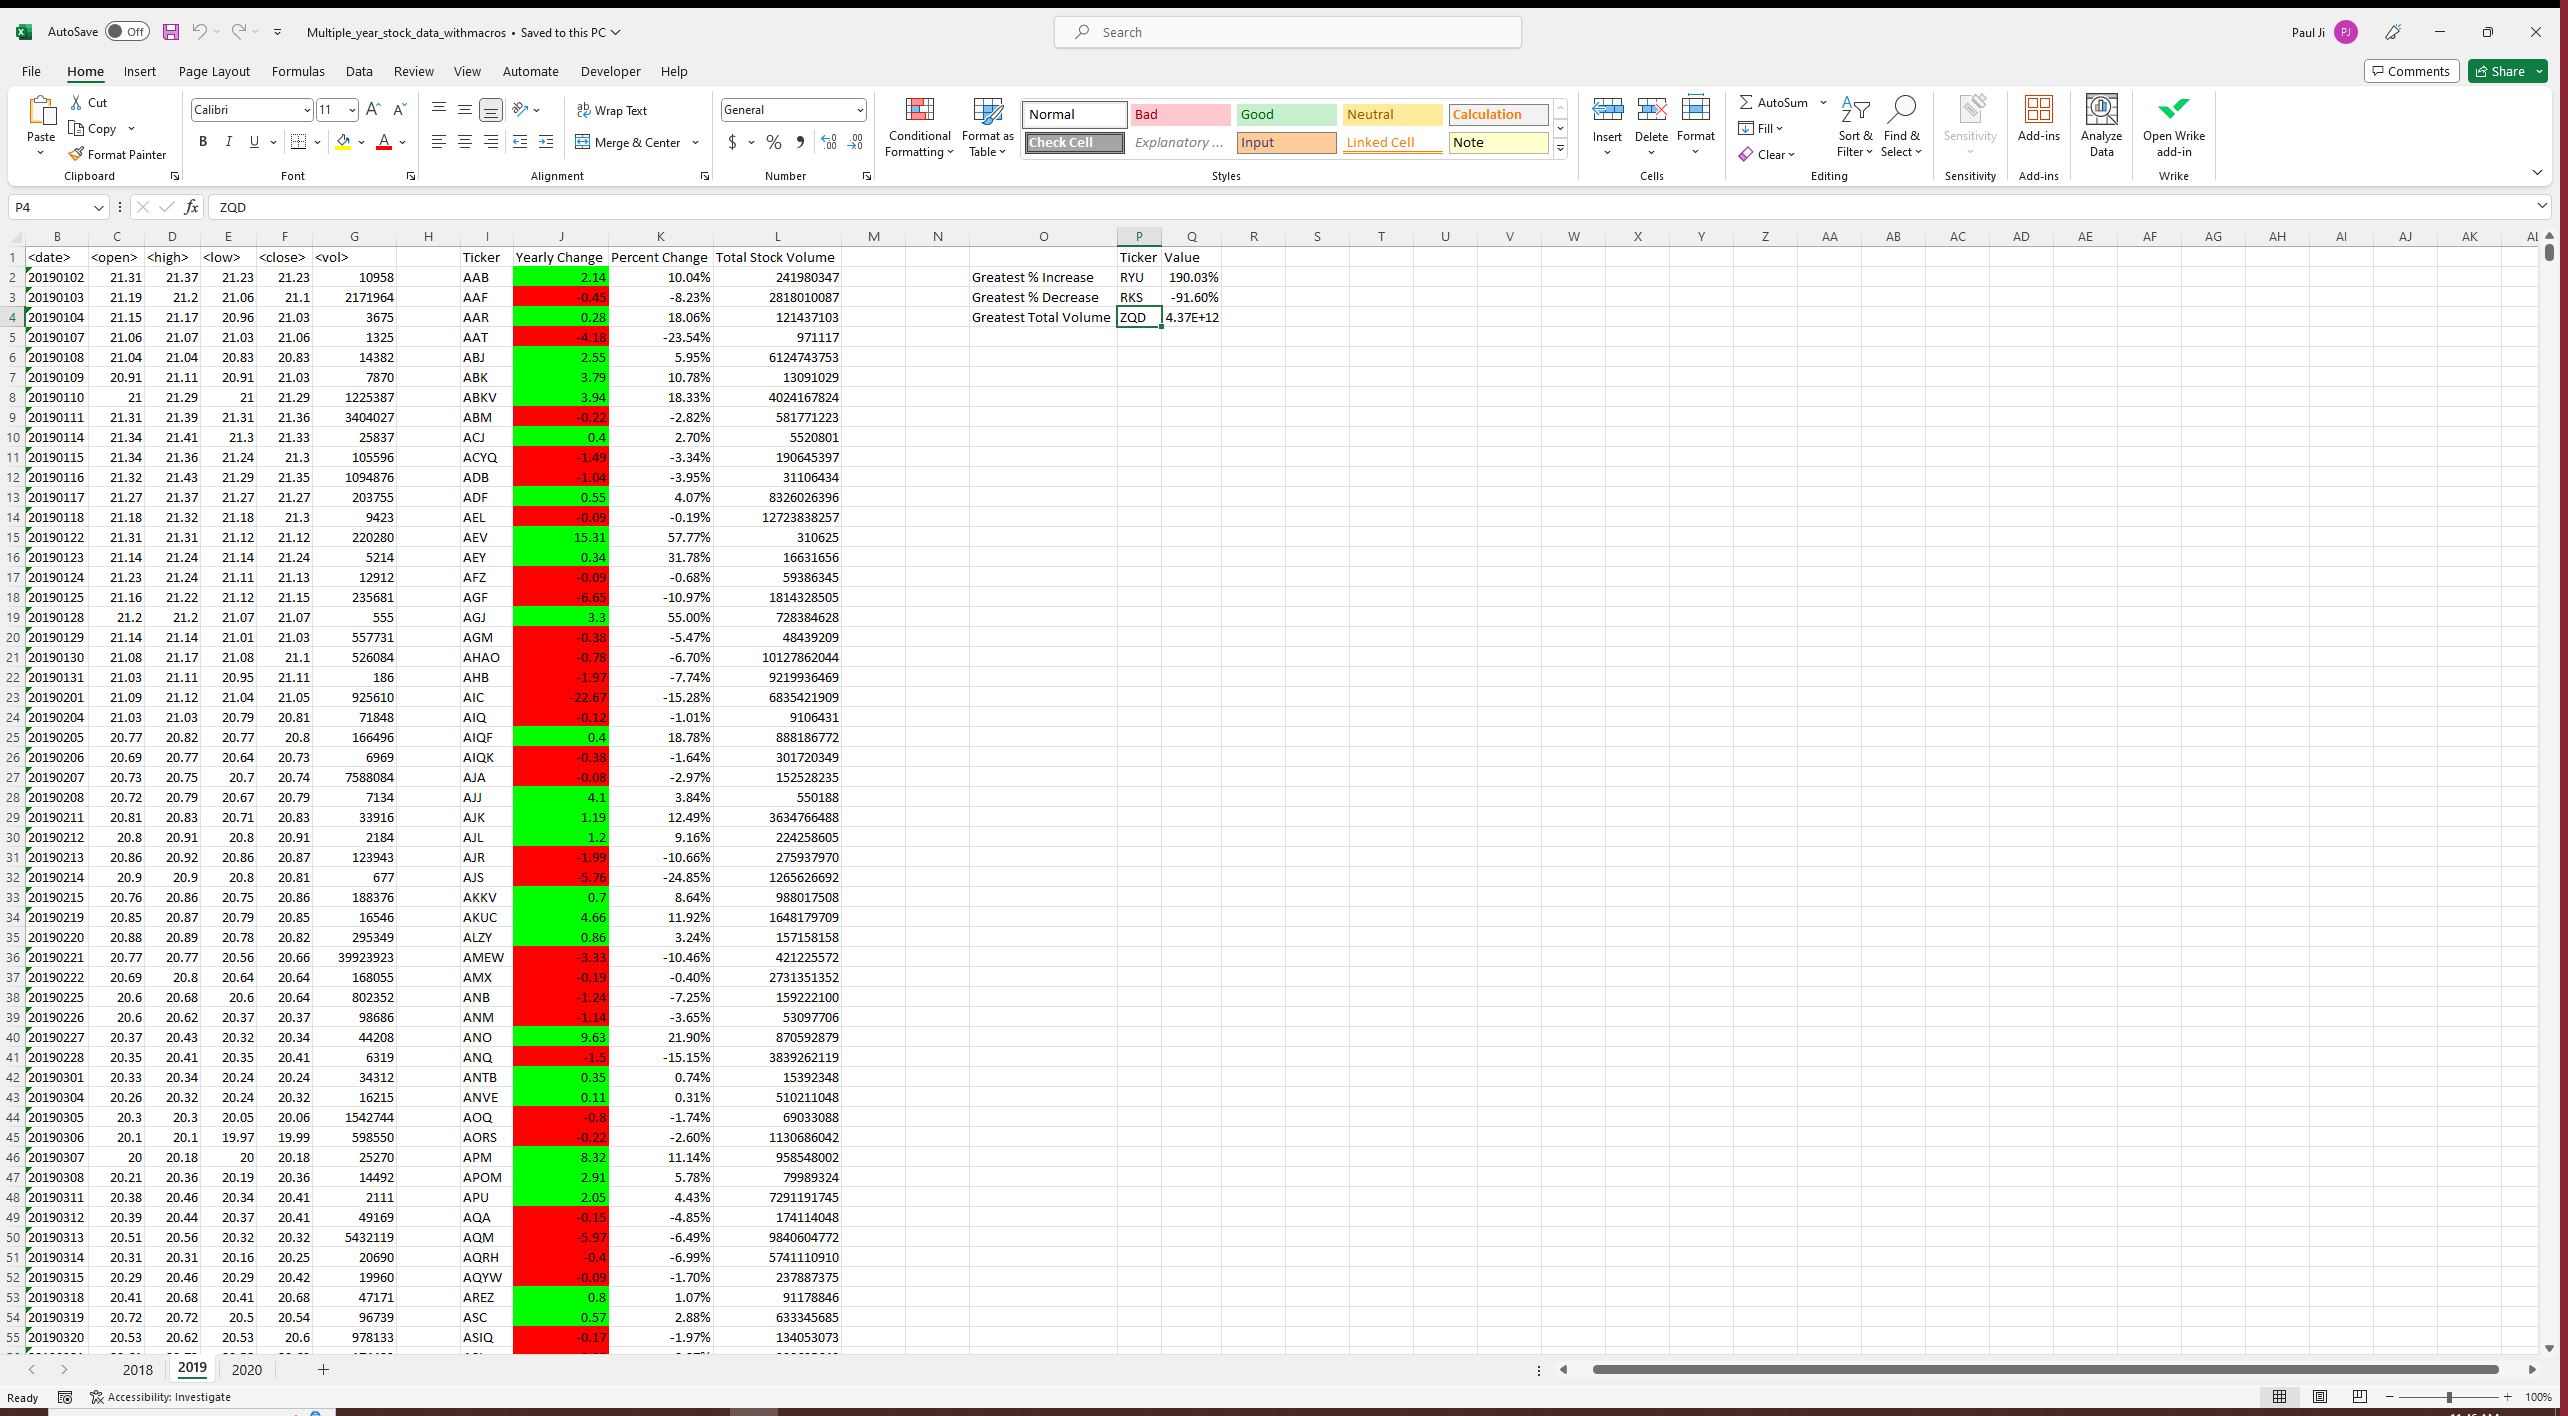 AutoSave Off Multiple_year_stock_data_withmacros • Saved to this PC Search Paul Ji PJ
File Home Insert Page Layout Formulas Data Review View Automate Developer Help Comments Share
Paste Cut Copy Format Painter Clipboard
Calibri 11 B I U Font
Wrap Text Merge & Center Alignment
General $ % Number
Conditional Formatting Format as Table Normal Bad Good Neutral Calculation
Check Cell Explanatory ... Input Linked Cell Note Styles
Insert Delete Format Cells
AutoSum Fill Clear Sort & Filter Find & Select Editing
Sensitivity Sensitivity
Add-ins Add-ins
Analyze Data
Open Wrike add-in Wrike
P4 fx ZQD
B C D E F G H I J K L M N O P Q R S T U V W X Y Z AA AB AC AD AE AF AG AH AI AJ AK AL
1 <date> <open> <high> <low> <close> <vol> Ticker Yearly Change Percent Change Total Stock Volume Ticker Value
2 20190102 21.31 21.37 21.23 21.23 10958 AAB 2.14 10.04% 241980347 Greatest % Increase RYU 190.03%
3 20190103 21.19 21.2 21.06 21.1 2171964 AAF -0.45 -8.23% 2818010087 Greatest % Decrease RKS -91.60%
4 20190104 21.15 21.17 20.96 21.03 3675 AAR 0.28 18.06% 121437103 Greatest Total Volume ZQD 4.37E+12
5 20190107 21.06 21.07 21.03 21.06 1325 AAT -4.18 -23.54% 971117
6 20190108 21.04 21.04 20.83 20.83 14382 ABJ 2.55 5.95% 6124743753
7 20190109 20.91 21.11 20.91 21.03 7870 ABK 3.79 10.78% 13091029
8 20190110 21 21.29 21 21.29 1225387 ABKV 3.94 18.33% 4024167824
9 20190111 21.31 21.39 21.31 21.36 3404027 ABM -0.22 -2.82% 581771223
10 20190114 21.34 21.41 21.3 21.33 25837 ACJ 0.4 2.70% 5520801
11 20190115 21.34 21.36 21.24 21.3 105596 ACYQ -1.49 -3.34% 190645397
12 20190116 21.32 21.43 21.29 21.35 1094876 ADB -1.04 -3.95% 31106434
13 20190117 21.27 21.37 21.27 21.27 203755 ADF 0.55 4.07% 8326026396
14 20190118 21.18 21.32 21.18 21.3 9423 AEL -0.09 -0.19% 12723838257
15 20190122 21.31 21.31 21.12 21.12 220280 AEV 15.31 57.77% 310625
16 20190123 21.14 21.24 21.14 21.24 5214 AEY 0.34 31.78% 16631656
17 20190124 21.23 21.24 21.11 21.13 12912 AFZ -0.09 -0.68% 59386345
18 20190125 21.16 21.22 21.12 21.15 235681 AGF -6.65 -10.97% 1814328505
19 20190128 21.2 21.2 21.07 21.07 555 AGJ 3.3 55.00% 728384628
20 20190129 21.14 21.14 21.01 21.03 557731 AGM -0.38 -5.47% 48439209
21 20190130 21.08 21.17 21.08 21.1 526084 AHAO -0.78 -6.70% 10127862044
22 20190131 21.03 21.11 20.95 21.11 186 AHB -1.97 -7.74% 9219936469
23 20190201 21.09 21.12 21.04 21.05 925610 AIC -22.67 -15.28% 6835421909
24 20190204 21.03 21.03 20.79 20.81 71848 AIQ -0.12 -1.01% 9106431
25 20190205 20.77 20.82 20.77 20.8 166496 AIQF 0.4 18.78% 888186772
26 20190206 20.69 20.77 20.64 20.73 6969 AIQK -0.38 -1.64% 301720349
27 20190207 20.73 20.75 20.7 20.74 7588084 AJA -0.08 -2.97% 152528235
28 20190208 20.72 20.79 20.67 20.79 7134 AJJ 4.1 3.84% 550188
29 20190211 20.81 20.83 20.71 20.83 33916 AJK 1.19 12.49% 3634766488
30 20190212 20.8 20.91 20.8 20.91 2184 AJL 1.2 9.16% 224258605
31 20190213 20.86 20.92 20.86 20.87 123943 AJR -1.99 -10.66% 275937970
32 20190214 20.9 20.9 20.8 20.81 677 AJS -5.76 -24.85% 1265626692
33 20190215 20.76 20.86 20.75 20.86 188376 AKKV 0.7 8.64% 988017508
34 20190219 20.85 20.87 20.79 20.85 16546 AKUC 4.66 11.92% 1648179709
35 20190220 20.88 20.89 20.78 20.82 295349 ALZY 0.86 3.24% 157158158
36 20190221 20.77 20.77 20.56 20.66 39923923 AMEW -3.33 -10.46% 421225572
37 20190222 20.69 20.8 20.64 20.64 168055 AMX -0.19 -0.40% 2731351352
38 20190225 20.6 20.68 20.6 20.64 802352 ANB -1.24 -7.25% 159222100
39 20190226 20.6 20.62 20.37 20.37 98686 ANM -1.14 -3.65% 53097706
40 20190227 20.37 20.43 20.32 20.34 44208 ANO 9.63 21.90% 870592879
41 20190228 20.35 20.41 20.35 20.41 6319 ANQ -1.5 -15.15% 3839262119
42 20190301 20.33 20.34 20.24 20.24 34312 ANTB 0.35 0.74% 15392348
43 20190304 20.26 20.32 20.24 20.32 16215 ANVE 0.11 0.31% 510211048
44 20190305 20.3 20.3 20.05 20.06 1542744 AOQ -0.8 -1.74% 69033088
45 20190306 20.1 20.1 19.97 19.99 598550 AORS -0.22 -2.60% 1130686042
46 20190307 20 20.18 20 20.18 25270 APM 8.32 11.14% 958548002
47 20190308 20.21 20.36 20.19 20.36 14492 APOM 2.91 5.78% 79989324
48 20190311 20.38 20.46 20.34 20.41 2111 APU 2.05 4.43% 7291191745
49 20190312 20.39 20.44 20.37 20.41 49169 AQA -0.15 -4.85% 174114048
50 20190313 20.51 20.56 20.32 20.32 5432119 AQM -5.97 -6.49% 9840604772
51 20190314 20.31 20.31 20.16 20.25 20690 AQRH -0.4 -6.99% 5741110910
52 20190315 20.29 20.46 20.29 20.42 19960 AQYW -0.09 -1.70% 237887375
53 20190318 20.41 20.68 20.41 20.68 47171 AREZ 0.8 1.07% 91178846
54 20190319 20.72 20.72 20.5 20.54 96739 ASC 0.57 2.88% 633345685
55 20190320 20.53 20.62 20.53 20.6 978133 ASIQ -0.17 -1.97% 134053073
2018 2019 2020
Ready Accessibility: Investigate 100%